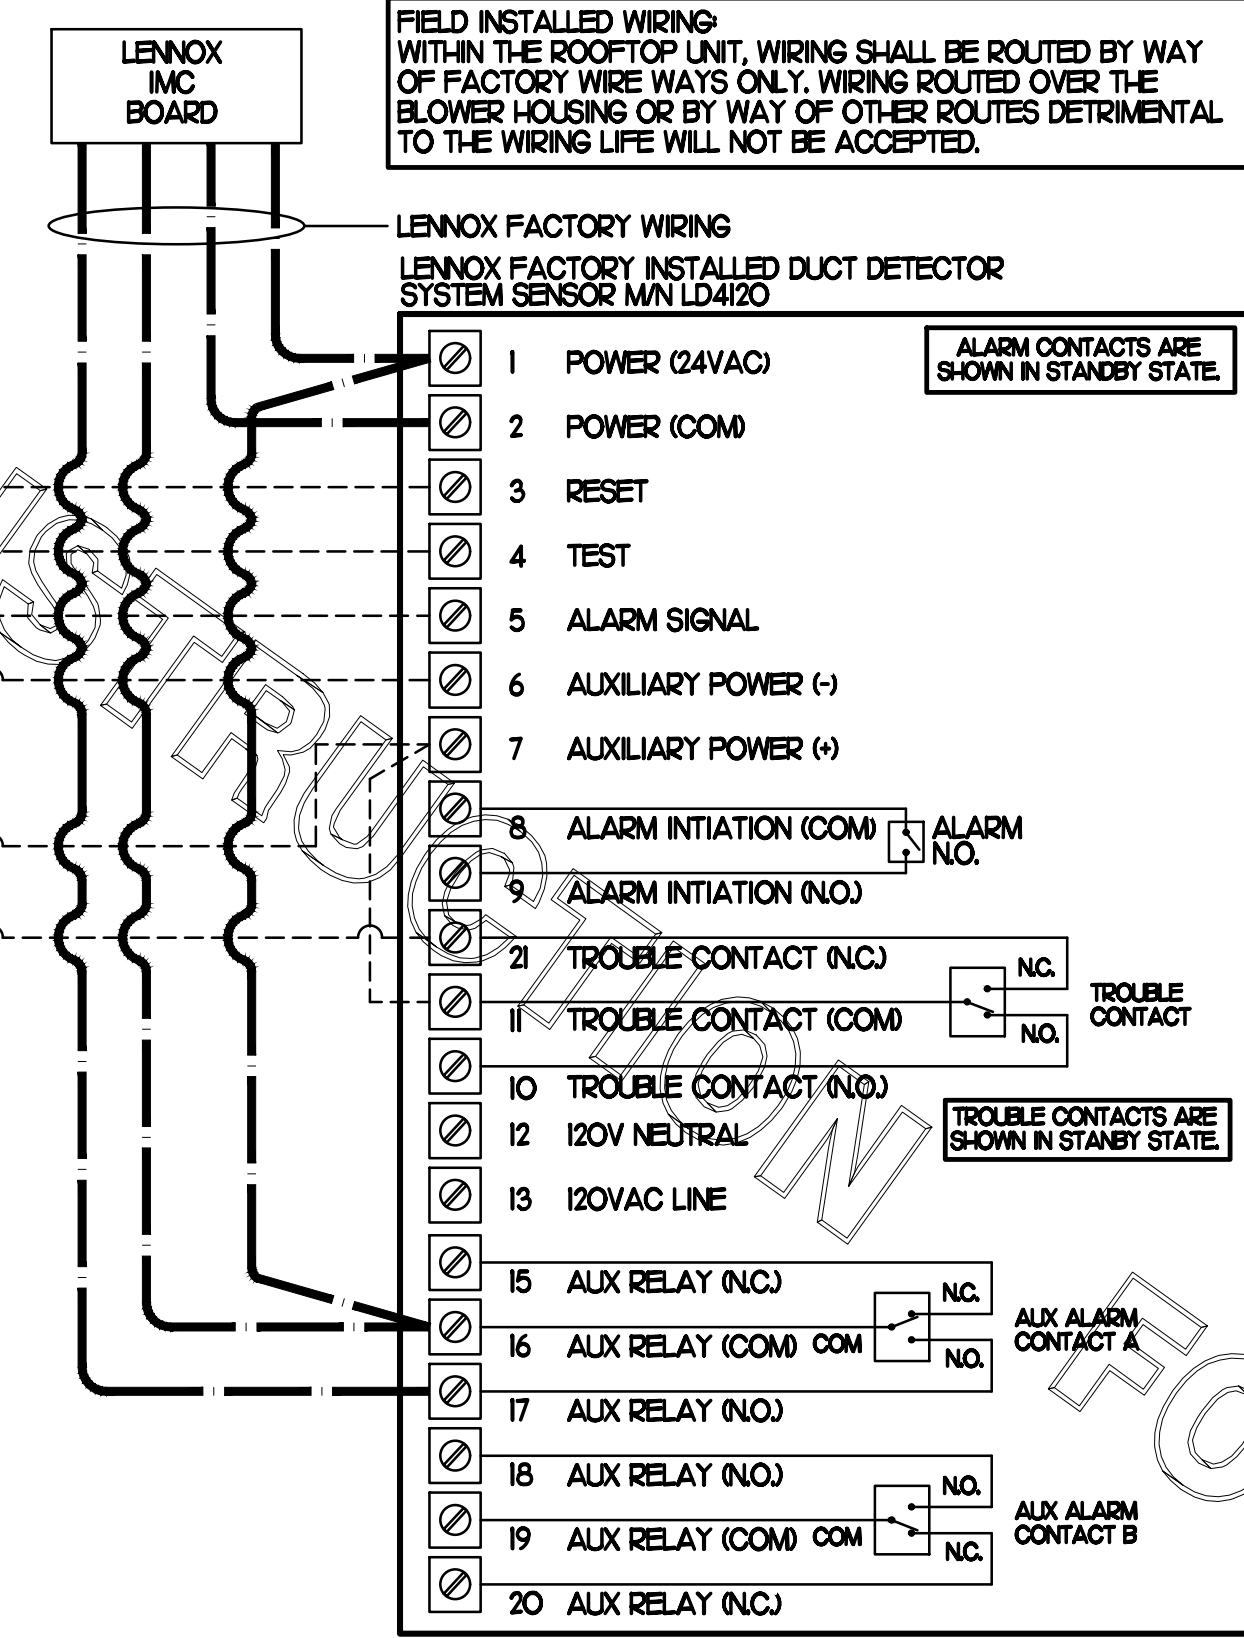 FIELD INSTALLED WIRING:
WITHIN THE ROOFTOP UNIT, WIRING SHALL BE ROUTED BY WAY
OF FACTORY WIRE WAYS ONLY. WIRING ROUTED OVER THE
BLOWER HOUSING OR BY WAY OF OTHER ROUTES DETRIMENTAL
TO THE WIRING LIFE WILL NOT BE ACCEPTED.
LENNOX
IMC
BOARD
LENNOX FACTORY WIRING
LENNOX FACTORY INSTALLED DUCT DETECTOR
SYSTEM SENSOR M/N LD4120
ALARM CONTACTS ARE
SHOWN IN STANDBY STATE.
1 POWER (24VAC)
2 POWER (COM)
3 RESET
4 TEST
5 ALARM SIGNAL
6 AUXILIARY POWER (-)
7 AUXILIARY POWER (+)
8 ALARM INTIATION (COM)
ALARM
N.O.
9 ALARM INTIATION (N.O.)
21 TROUBLE CONTACT (N.C.)
N.C.
TROUBLE
CONTACT
11 TROUBLE CONTACT (COM)
N.O.
10 TROUBLE CONTACT (N.O.)
TROUBLE CONTACTS ARE
SHOWN IN STANBY STATE.
12 120V NEUTRAL
13 120VAC LINE
15 AUX RELAY (N.C.)
N.C.
AUX ALARM
CONTACT A
16 AUX RELAY (COM) COM
N.O.
17 AUX RELAY (N.O.)
18 AUX RELAY (N.O.)
N.O.
AUX ALARM
CONTACT B
19 AUX RELAY (COM) COM
N.C.
20 AUX RELAY (N.C.)
STRUCTION
FO